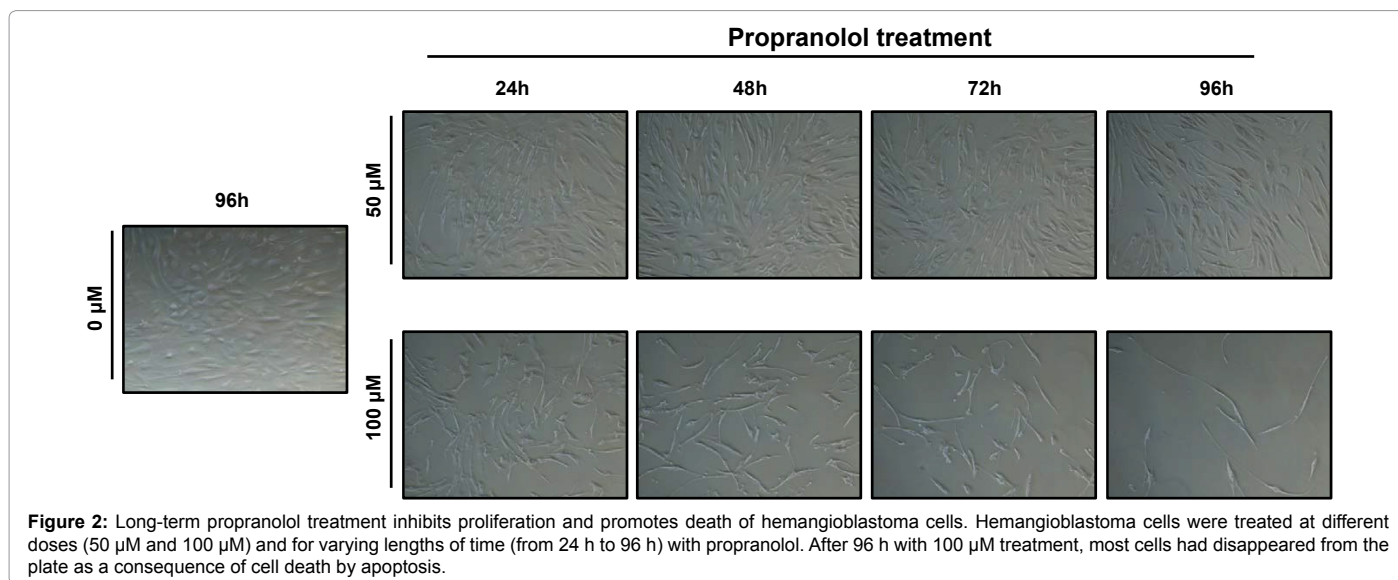 Propranolol treatment
24h 48h 72h 96h
50 µM
96h
0 µM
100 µM
Figure 2: Long-term propranolol treatment inhibits proliferation and promotes death of hemangioblastoma cells. Hemangioblastoma cells were treated at different
doses (50 µM and 100 µM) and for varying lengths of time (from 24 h to 96 h) with propranolol. After 96 h with 100 µM treatment, most cells had disappeared from the
plate as a consequence of cell death by apoptosis.